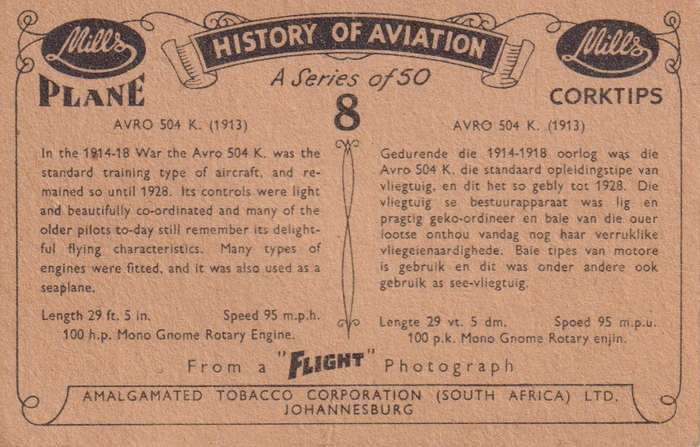 Mills
HISTORY OF AVIATION
Mills
PLANE
A Series of 50
CORKTIPS
8
AVRO 504 K. (1913)
In the 1914-18 War the Avro 504 K. was the
standard training type of aircraft, and re-
mained so until 1928. Its controls were light
and beautifully co-ordinated and many of the
older pilots to-day still remember its delight-
ful flying characteristics. Many types of
engines were fitted, and it was also used as a
seaplane.
Length 29 ft. 5 in. Speed 95 m.p.h.
100 h.p. Mono Gnome Rotary Engine.
AVRO 504 K. (1913)
Gedurende die 1914-1918 oorlog was die
Avro 504 K, die standaard opleidingstipe van
vliegtuig, en dit het so gebly tot 1928. Die
vliegtuig se bestuurapparaat was lig en
pragtig geko-ordineer en baie van die ouer
lootse onthou vandag nog haar verruklike
vliegeienaardighede. Baie tipes van motore
is gebruik en dit was onder andere ook
gebruik as see-vliegtuig.
Lengte 29 vt. 5 dm. Spoed 95 m.p.u.
100 p.k. Mono Gnome Rotary enjin.
From a "FLIGHT" Photograph
AMALGAMATED TOBACCO CORPORATION (SOUTH AFRICA) LTD.
JOHANNESBURG